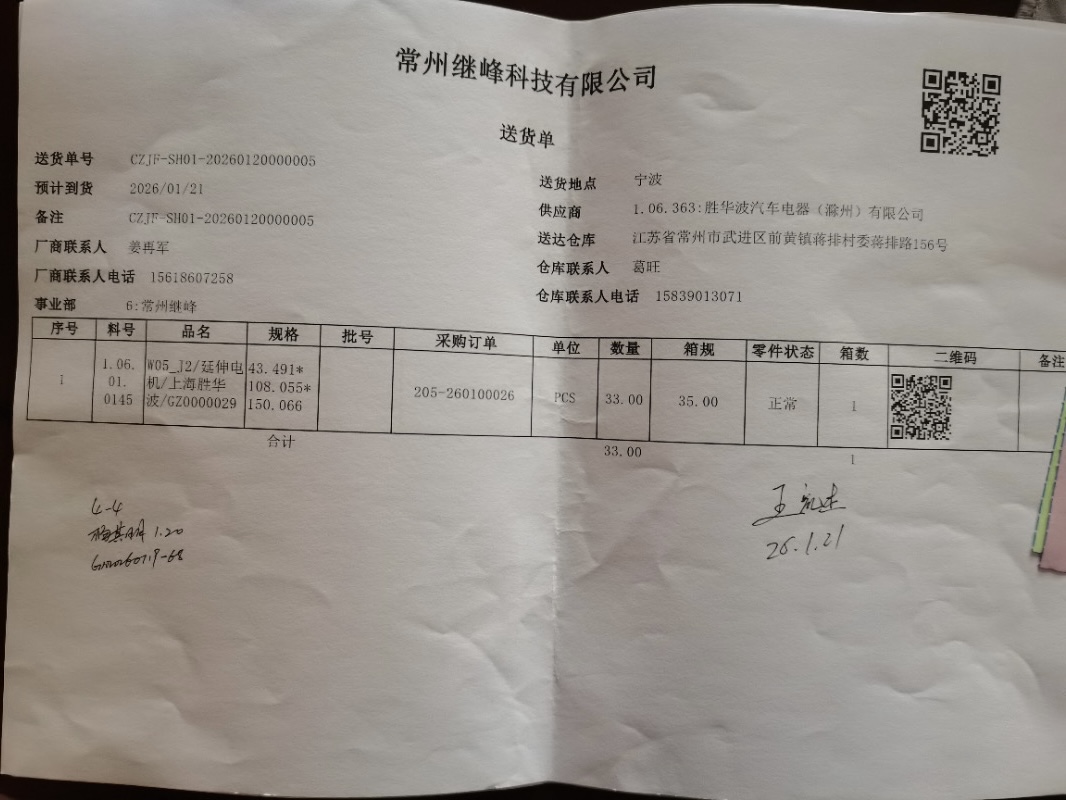 常州继峰科技有限公司
送货单
送货单号 CZJF-SH01-20260120000005
预计到货 2026/01/21
备注 CZJF-SH01-20260120000005
厂商联系人 姜再军
厂商联系人电话 15618607258
事业部 6:常州继峰
送货地点 宁波
供应商 1.06.363:胜华波汽车电器（滁州）有限公司
送达仓库 江苏省常州市武进区前黄镇蒋排村委蒋排路156号
仓库联系人 葛旺
仓库联系人电话 15839013071
序号 料号 品名 规格 批号 采购订单 单位 数量 箱规 零件状态 箱数 二维码 备注
1 1.06.01.0145 W05_J2/延伸电机/上海胜华波/GZ0000029 43.491*108.055*150.066 205-260100026 PCS 33.00 35.00 正常 1
合计 33.00 1
4-4
1.20
26.1.21